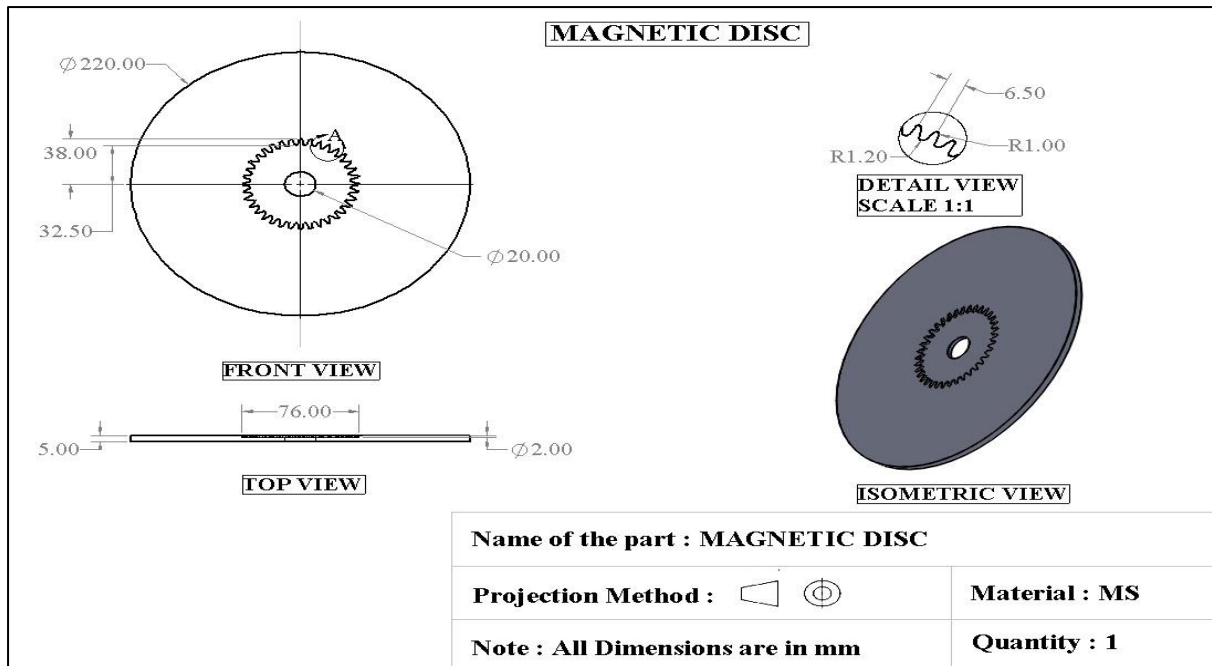 MAGNETIC DISC
Ø220.00
A
38.00
32.50
Ø20.00
FRONT VIEW
6.50
R1.20
R1.00
DETAIL VIEW
SCALE 1:1
76.00
5.00
Ø2.00
TOP VIEW
ISOMETRIC VIEW
Name of the part : MAGNETIC DISC
Projection Method :
Material : MS
Note : All Dimensions are in mm
Quantity : 1